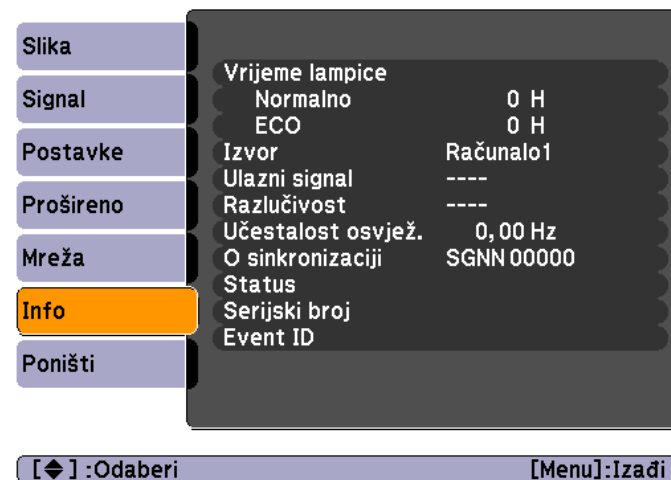 Slika
Signal
Postavke
Prošireno
Mreža
Info
Poništi
Vrijeme lampice
Normalno 0 H
ECO 0 H
Izvor Računalo1
Ulazni signal ----
Razlučivost ----
Učestalost osvjež. 0,00 Hz
O sinkronizaciji SGNN 00000
Status
Serijski broj
Event ID
[◆] :Odaberi [Menu]:Izađi